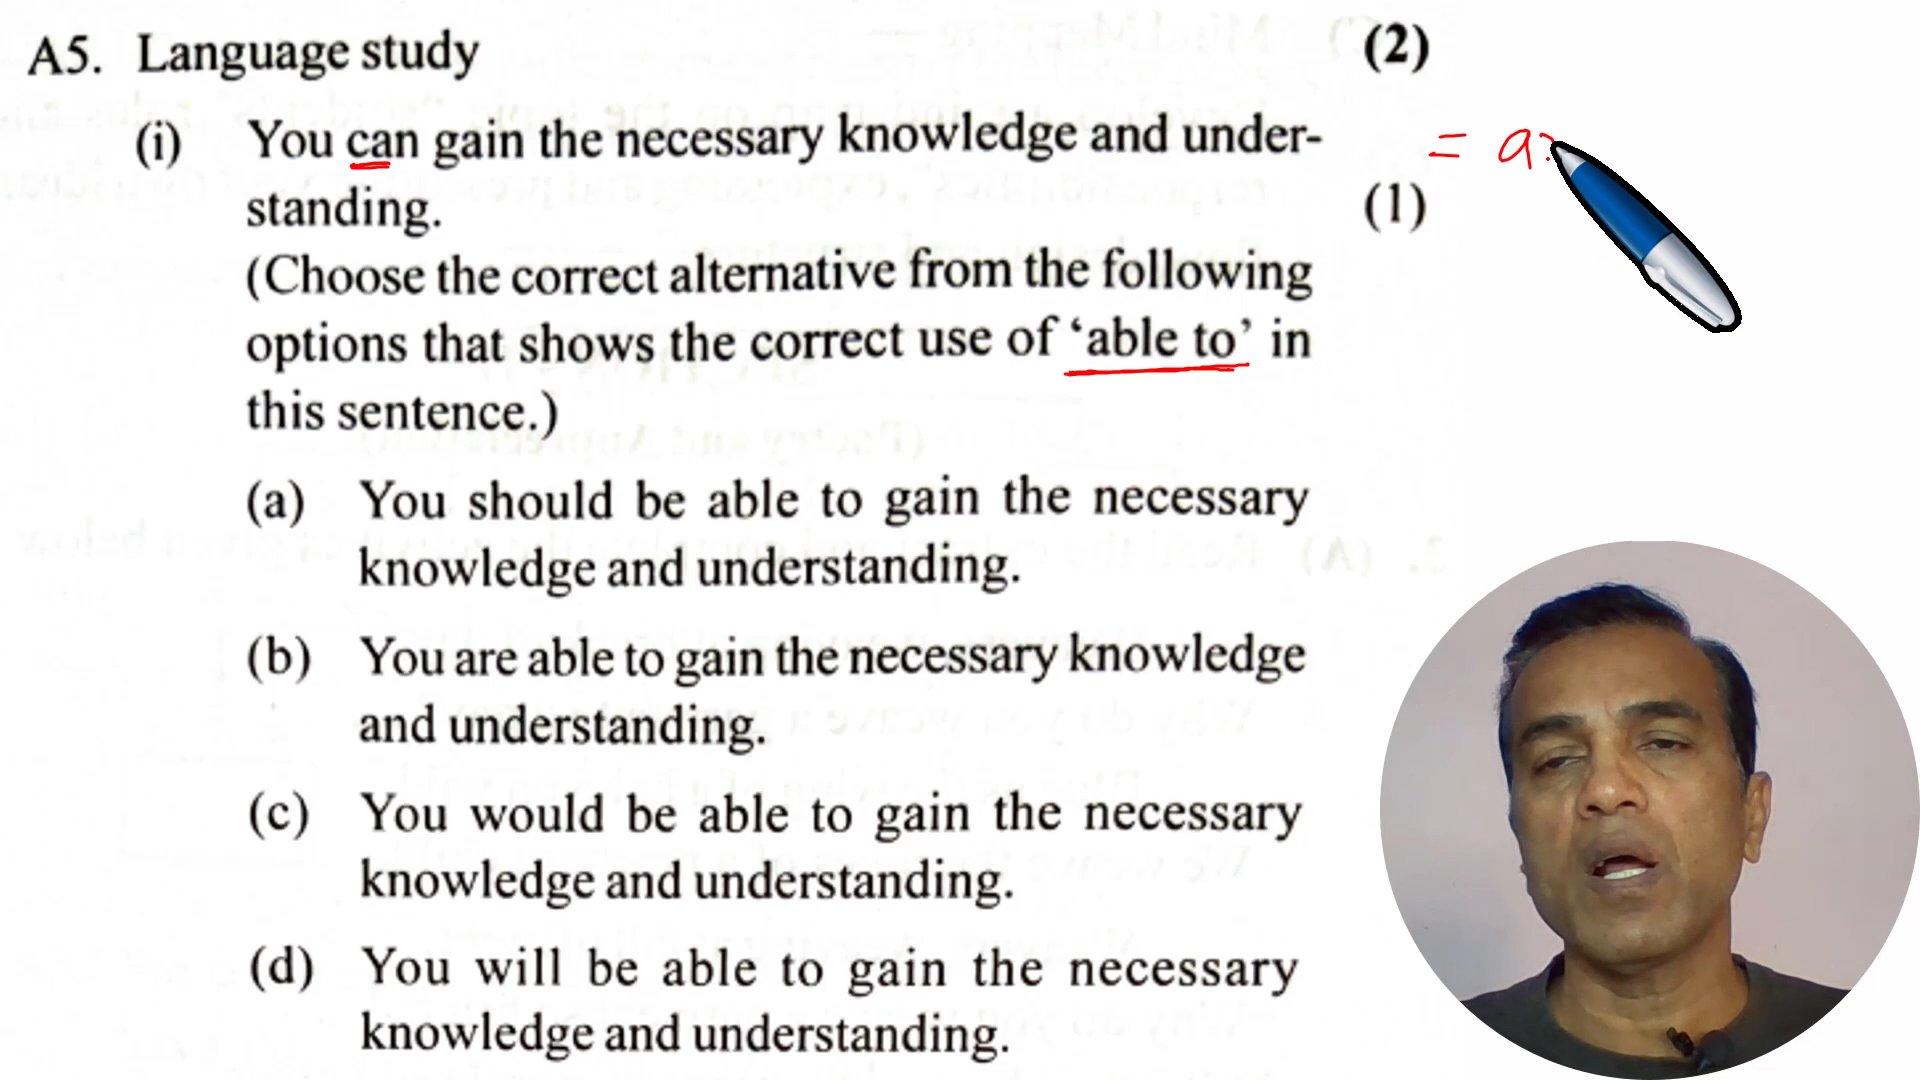 A5. Language study (2)
(i) You can gain the necessary knowledge and under-
standing. (1)
(Choose the correct alternative from the following
options that shows the correct use of ‘able to’ in
this sentence.)
(a) You should be able to gain the necessary
knowledge and understanding.
(b) You are able to gain the necessary knowledge
and understanding.
(c) You would be able to gain the necessary
knowledge and understanding.
(d) You will be able to gain the necessary
knowledge and understanding.